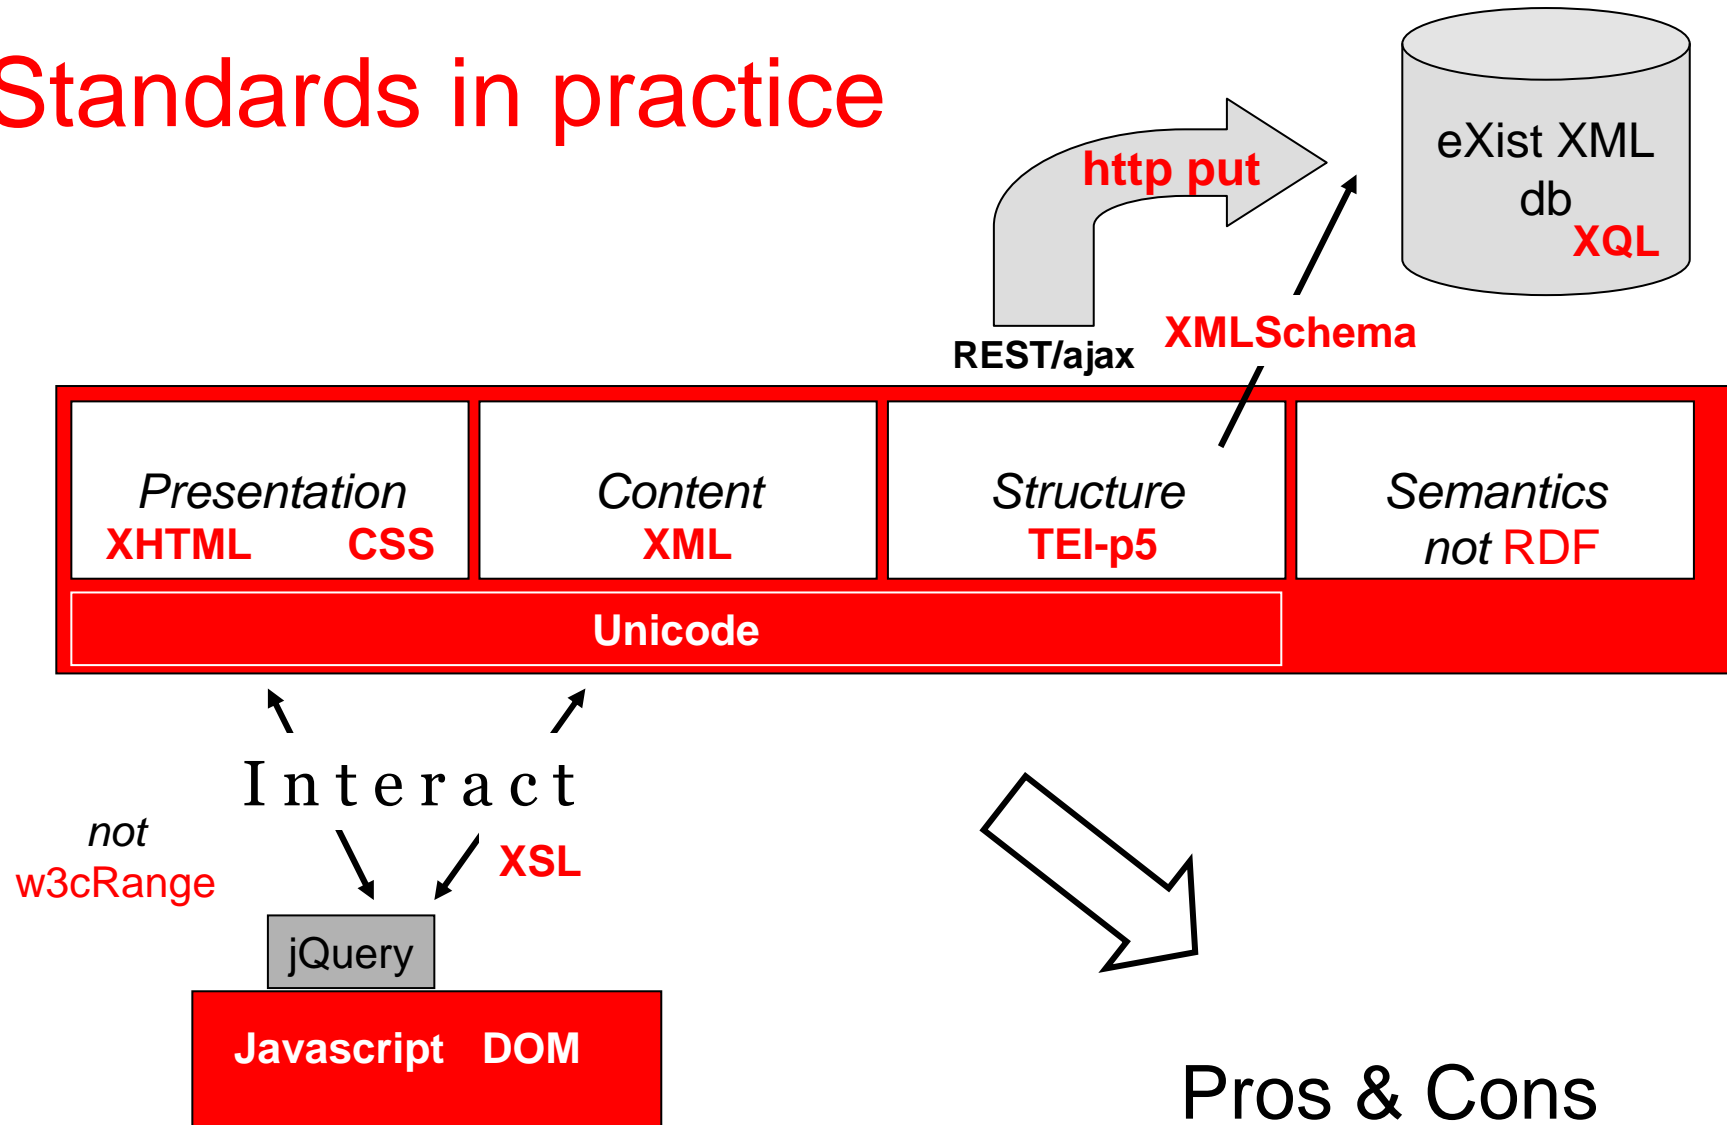 Standards in practice
http put
eXist XML
db
XQL
REST/ajax
XMLSchema
Presentation
XHTML CSS
Content
XML
Structure
TEI-p5
Semantics
not RDF
Unicode
Interact
not
w3cRange
XSL
jQuery
Javascript DOM
Pros & Cons